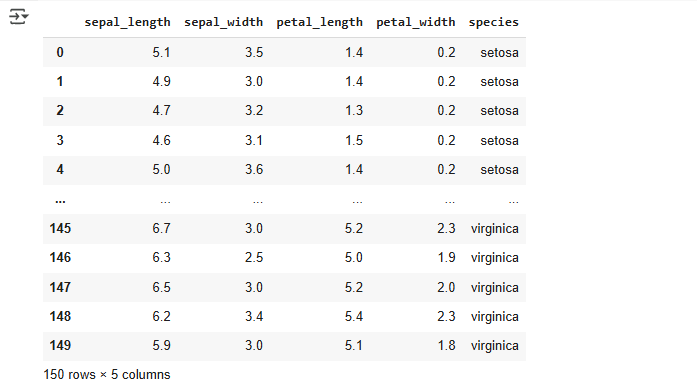 sepal_length sepal_width petal_length petal_width species
0 5.1 3.5 1.4 0.2 setosa
1 4.9 3.0 1.4 0.2 setosa
2 4.7 3.2 1.3 0.2 setosa
3 4.6 3.1 1.5 0.2 setosa
4 5.0 3.6 1.4 0.2 setosa
... ... ... ... ... ...
145 6.7 3.0 5.2 2.3 virginica
146 6.3 2.5 5.0 1.9 virginica
147 6.5 3.0 5.2 2.0 virginica
148 6.2 3.4 5.4 2.3 virginica
149 5.9 3.0 5.1 1.8 virginica
150 rows × 5 columns